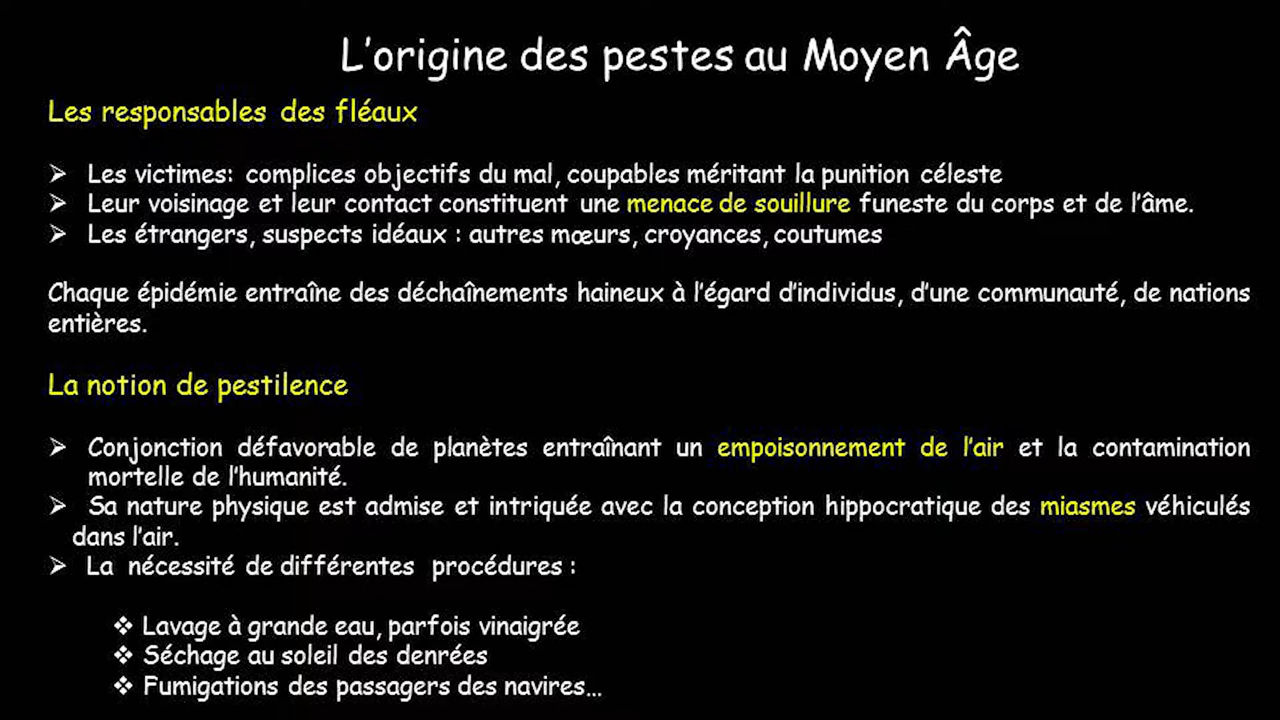 L'origine des pestes au Moyen Âge
Les responsables des fléaux
➢ Les victimes: complices objectifs du mal, coupables méritant la punition céleste
➢ Leur voisinage et leur contact constituent une menace de souillure funeste du corps et de l'âme.
➢ Les étrangers, suspects idéaux : autres mœurs, croyances, coutumes
Chaque épidémie entraîne des déchaînements haineux à l'égard d'individus, d'une communauté, de nations
entières.
La notion de pestilence
➢ Conjonction défavorable de planètes entraînant un empoisonnement de l'air et la contamination
mortelle de l'humanité.
➢ Sa nature physique est admise et intriquée avec la conception hippocratique des miasmes véhiculés
dans l'air.
➢ La nécessité de différentes procédures :
❖ Lavage à grande eau, parfois vinaigrée
❖ Séchage au soleil des denrées
❖ Fumigations des passagers des navires…